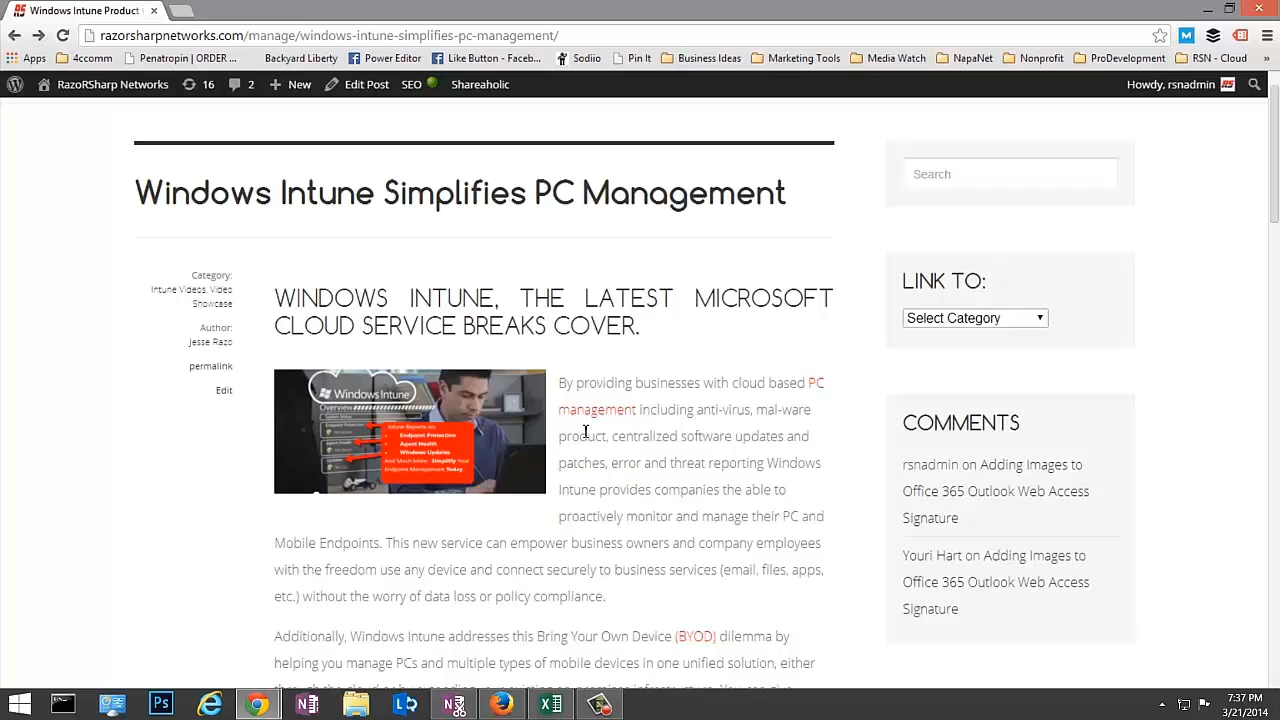 Windows Intune Product
razorsharpnetworks.com/manage/windows-intune-simplifies-pc-management/
Apps 4ccomm Penatropin | ORDER ... Backyard Liberty Power Editor Like Button - Faceb... Sodiio Pin It Business Ideas Marketing Tools Media Watch NapaNet Nonprofit ProDevelopment RSN - Cloud »
RazoRSharp Networks 16 2 New Edit Post SEO Shareaholic Howdy, rsnadmin
Windows Intune Simplifies PC Management
Category:
Intune Videos, Video
Showcase
Author:
Jesse Razo
permalink
Edit
WINDOWS INTUNE, THE LATEST MICROSOFT
CLOUD SERVICE BREAKS COVER.
Windows Intune
Overview
Intune Reports on:
Endpoint Protection
Agent Health
Windows Updates
And Much More. Simplify Your
Endpoint Management Today
By providing businesses with cloud based PC
management including anti-virus, mal-ware
product, centralized software updates and
patches, error and threat reporting Windows
Intune provides companies the able to
proactively monitor and manage their PC and
Mobile Endpoints. This new service can empower business owners and company employees
with the freedom use any device and connect securely to business services (email, files, apps,
etc.) without the worry of data loss or policy compliance.
Additionally, Windows Intune addresses this Bring Your Own Device (BYOD) dilemma by
helping you manage PCs and multiple types of mobile devices in one unified solution, either
Search
LINK TO:
Select Category
COMMENTS
rsnadmin on Adding Images to
Office 365 Outlook Web Access
Signature
Youri Hart on Adding Images to
Office 365 Outlook Web Access
Signature
7:37 PM
3/21/2014